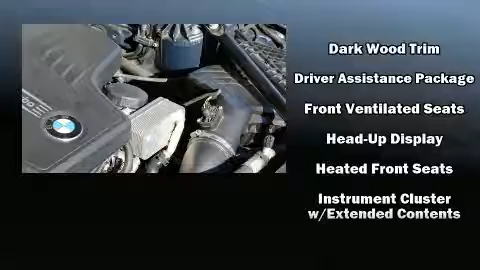 Dark Wood Trim
Driver Assistance Package
Front Ventilated Seats
Head-Up Display
Heated Front Seats
Instrument Cluster
w/Extended Contents
BMW